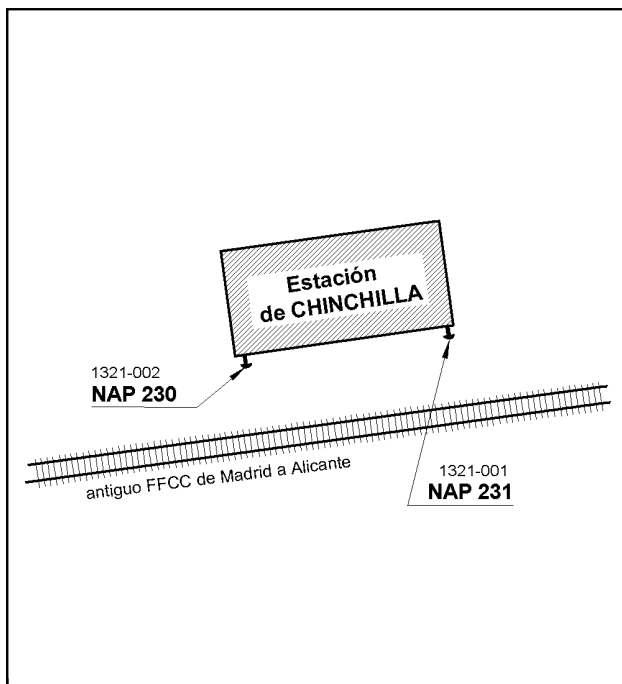 Estación
de CHINCHILLA
1321-002
NAP 230
antiguo FFCC de Madrid a Alicante
1321-001
NAP 231